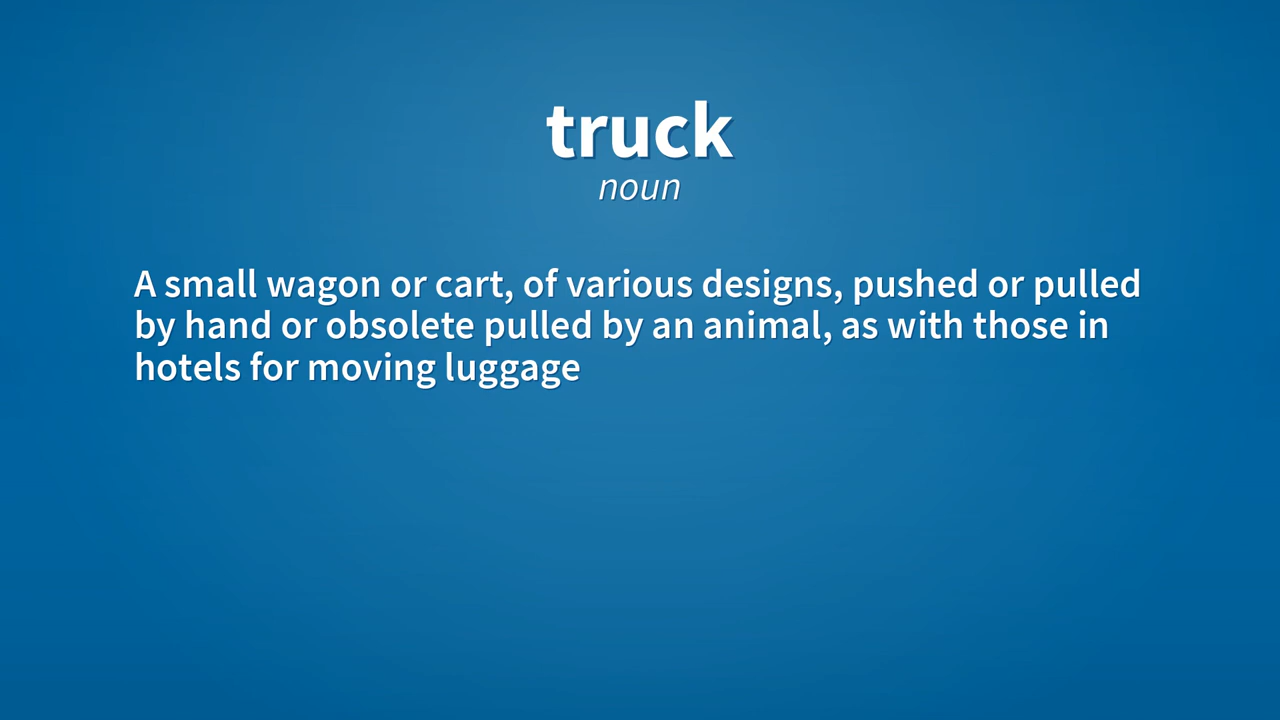 truck
noun
A small wagon or cart, of various designs, pushed or pulled
by hand or obsolete pulled by an animal, as with those in
hotels for moving luggage